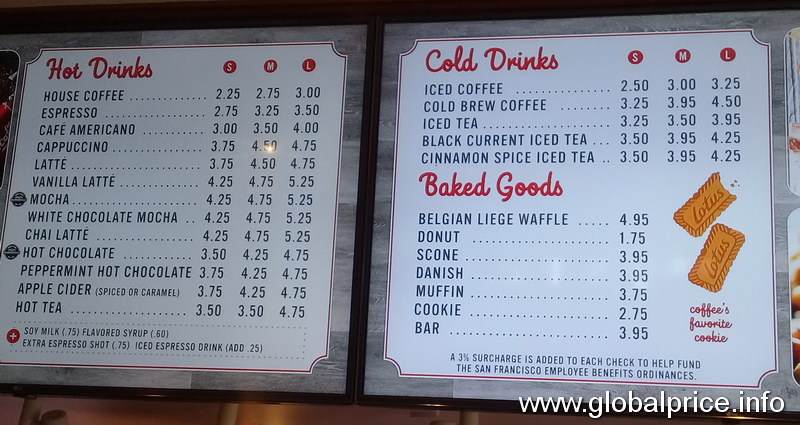 Hot Drinks S M L
HOUSE COFFEE .............. 2.25 2.75 3.00
ESPRESSO .................... 2.75 3.25 3.50
CAFÉ AMERICANO ............ 3.00 3.50 4.00
CAPPUCCINO ................ 3.75 4.50 4.75
LATTÉ ........................ 3.75 4.50 4.75
VANILLA LATTÉ .............. 4.25 4.75 5.25
MOCHA ...................... 4.25 4.75 5.25
WHITE CHOCOLATE MOCHA .. 4.25 4.75 5.25
CHAI LATTÉ .................. 4.25 4.75 5.25
HOT CHOCOLATE ............ 3.50 4.25 4.75
PEPPERMINT HOT CHOCOLATE 3.75 4.25 4.75
APPLE CIDER (SPICED OR CARAMEL) .. 3.75 4.25 4.75
HOT TEA .................... 3.50 3.50 4.75
+ SOY MILK (.75) FLAVORED SYRUP (.60)
EXTRA ESPRESSO SHOT (.75) ICED ESPRESSO DRINK (ADD .25)
Cold Drinks S M L
ICED COFFEE .............. 2.50 3.00 3.25
COLD BREW COFFEE ........ 3.25 3.95 4.50
ICED TEA .................... 3.25 3.50 3.95
BLACK CURRENT ICED TEA ... 3.50 3.95 4.25
CINNAMON SPICE ICED TEA .. 3.50 3.95 4.25
Baked Goods
BELGIAN LIEGE WAFFLE ...... 4.95
DONUT ...................... 1.75
SCONE ...................... 3.95
DANISH ...................... 3.95
MUFFIN ...................... 3.75
COOKIE ...................... 2.75
BAR .......................... 3.95
Lotus
Lotus
coffee's
favorite
cookie
A 3% SURCHARGE IS ADDED TO EACH CHECK TO HELP FUND
THE SAN FRANCISCO EMPLOYEE BENEFITS ORDINANCES.
www.globalprice.info